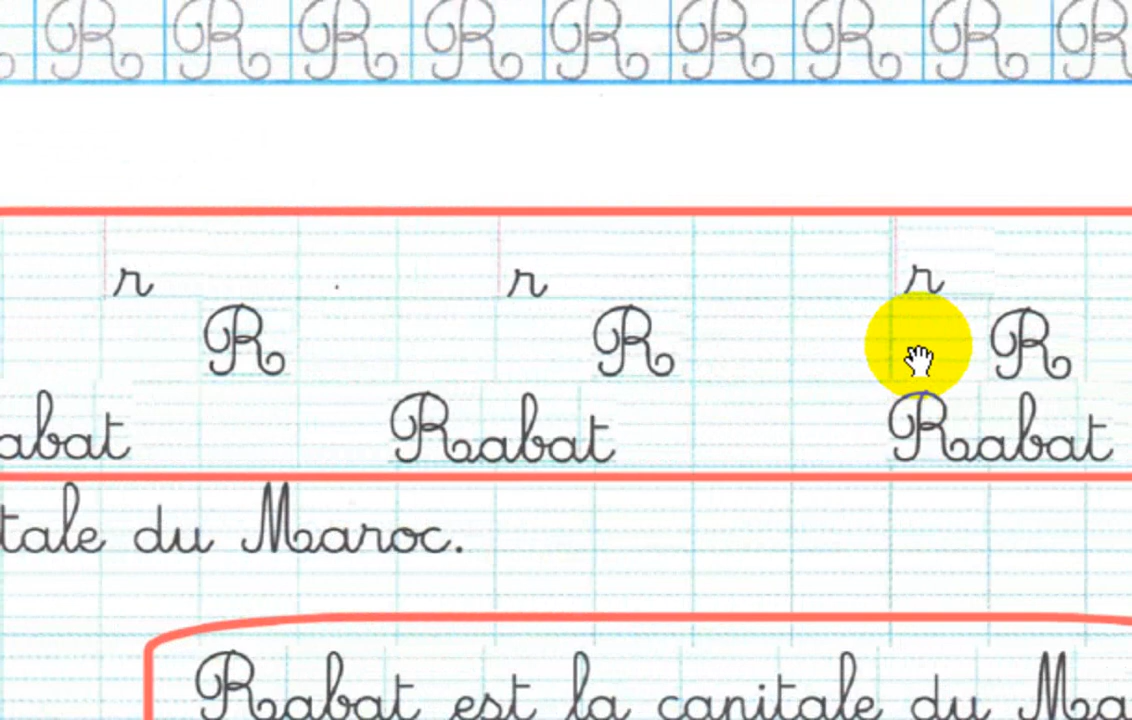 R R R R R R R R R
r r r
R R R
abat Rabat Rabat
tale du Maroc.
Rabat est la capitale du Ma